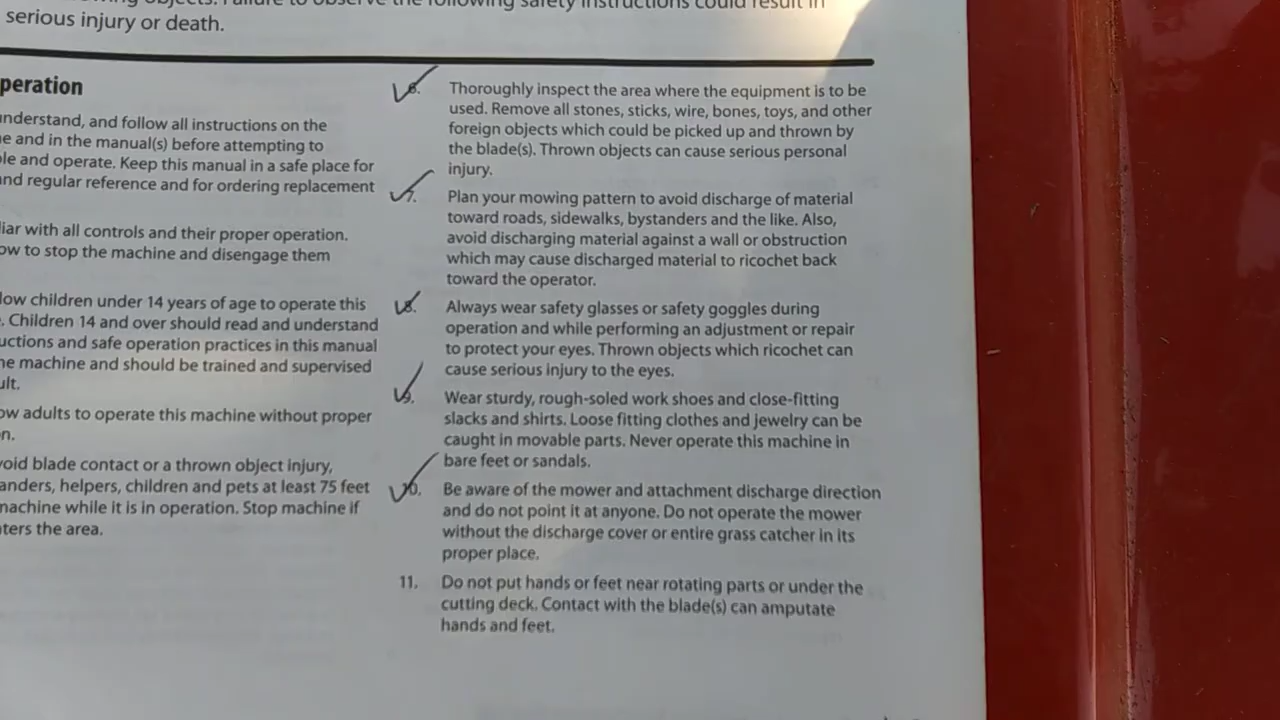 serious injury or death.
peration
understand, and follow all instructions on the
e and in the manual(s) before attempting to
le and operate. Keep this manual in a safe place for
and regular reference and for ordering replacement
liar with all controls and their proper operation.
ow to stop the machine and disengage them
low children under 14 years of age to operate this
. Children 14 and over should read and understand
uctions and safe operation practices in this manual
ne machine and should be trained and supervised
ult.
ow adults to operate this machine without proper
n.
void blade contact or a thrown object injury,
anders, helpers, children and pets at least 75 feet
machine while it is in operation. Stop machine if
ters the area.
6. Thoroughly inspect the area where the equipment is to be
used. Remove all stones, sticks, wire, bones, toys, and other
foreign objects which could be picked up and thrown by
the blade(s). Thrown objects can cause serious personal
injury.
7. Plan your mowing pattern to avoid discharge of material
toward roads, sidewalks, bystanders and the like. Also,
avoid discharging material against a wall or obstruction
which may cause discharged material to ricochet back
toward the operator.
8. Always wear safety glasses or safety goggles during
operation and while performing an adjustment or repair
to protect your eyes. Thrown objects which ricochet can
cause serious injury to the eyes.
9. Wear sturdy, rough-soled work shoes and close-fitting
slacks and shirts. Loose fitting clothes and jewelry can be
caught in movable parts. Never operate this machine in
bare feet or sandals.
10. Be aware of the mower and attachment discharge direction
and do not point it at anyone. Do not operate the mower
without the discharge cover or entire grass catcher in its
proper place.
11. Do not put hands or feet near rotating parts or under the
cutting deck. Contact with the blade(s) can amputate
hands and feet.